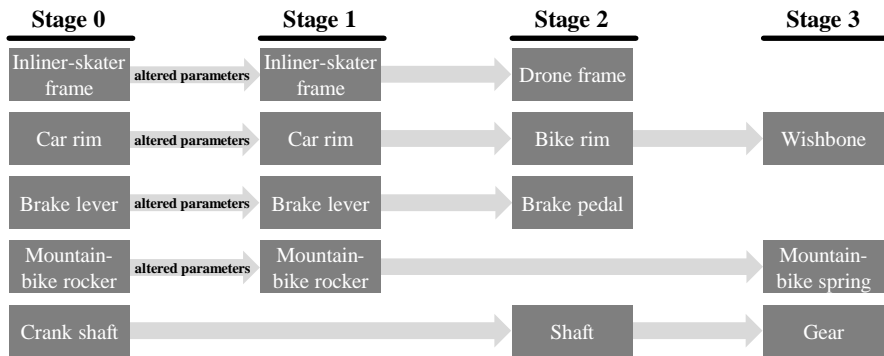 Stage 0 Stage 1 Stage 2 Stage 3
Inliner-skater
frame
altered parameters
Inliner-skater
frame
Drone frame
Car rim
altered parameters
Car rim
Bike rim
Wishbone
Brake lever
altered parameters
Brake lever
Brake pedal
Mountain-
bike rocker
altered parameters
Mountain-
bike rocker
Mountain-
bike spring
Crank shaft
Shaft
Gear